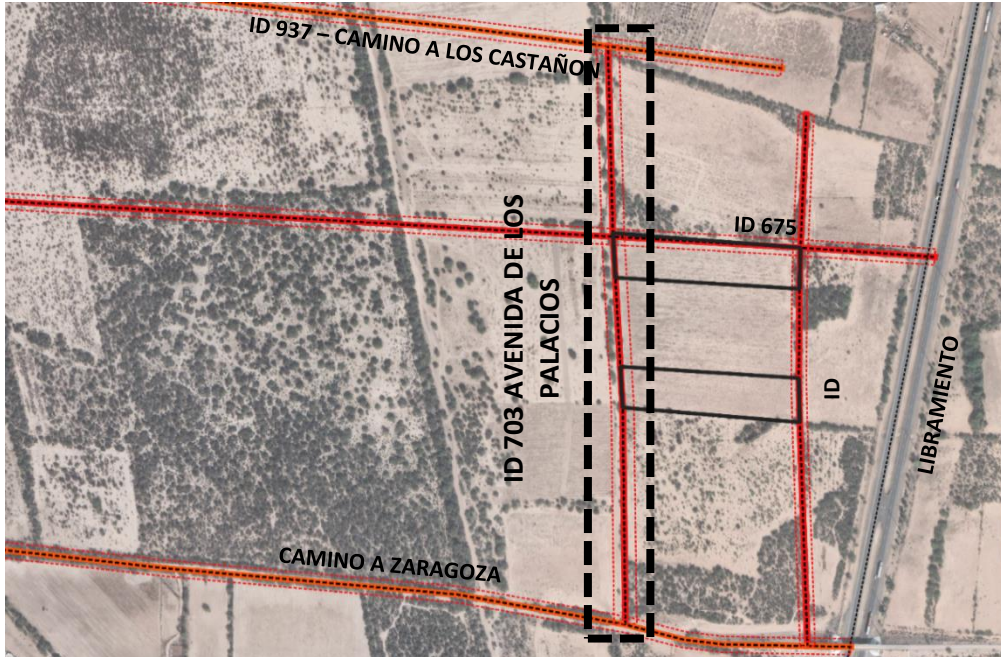 ID 937 – CAMINO A LOS CASTAÑON
ID 675
ID 703 AVENIDA DE LOS
PALACIOS
ID
LIBRAMIENTO
CAMINO A ZARAGOZA